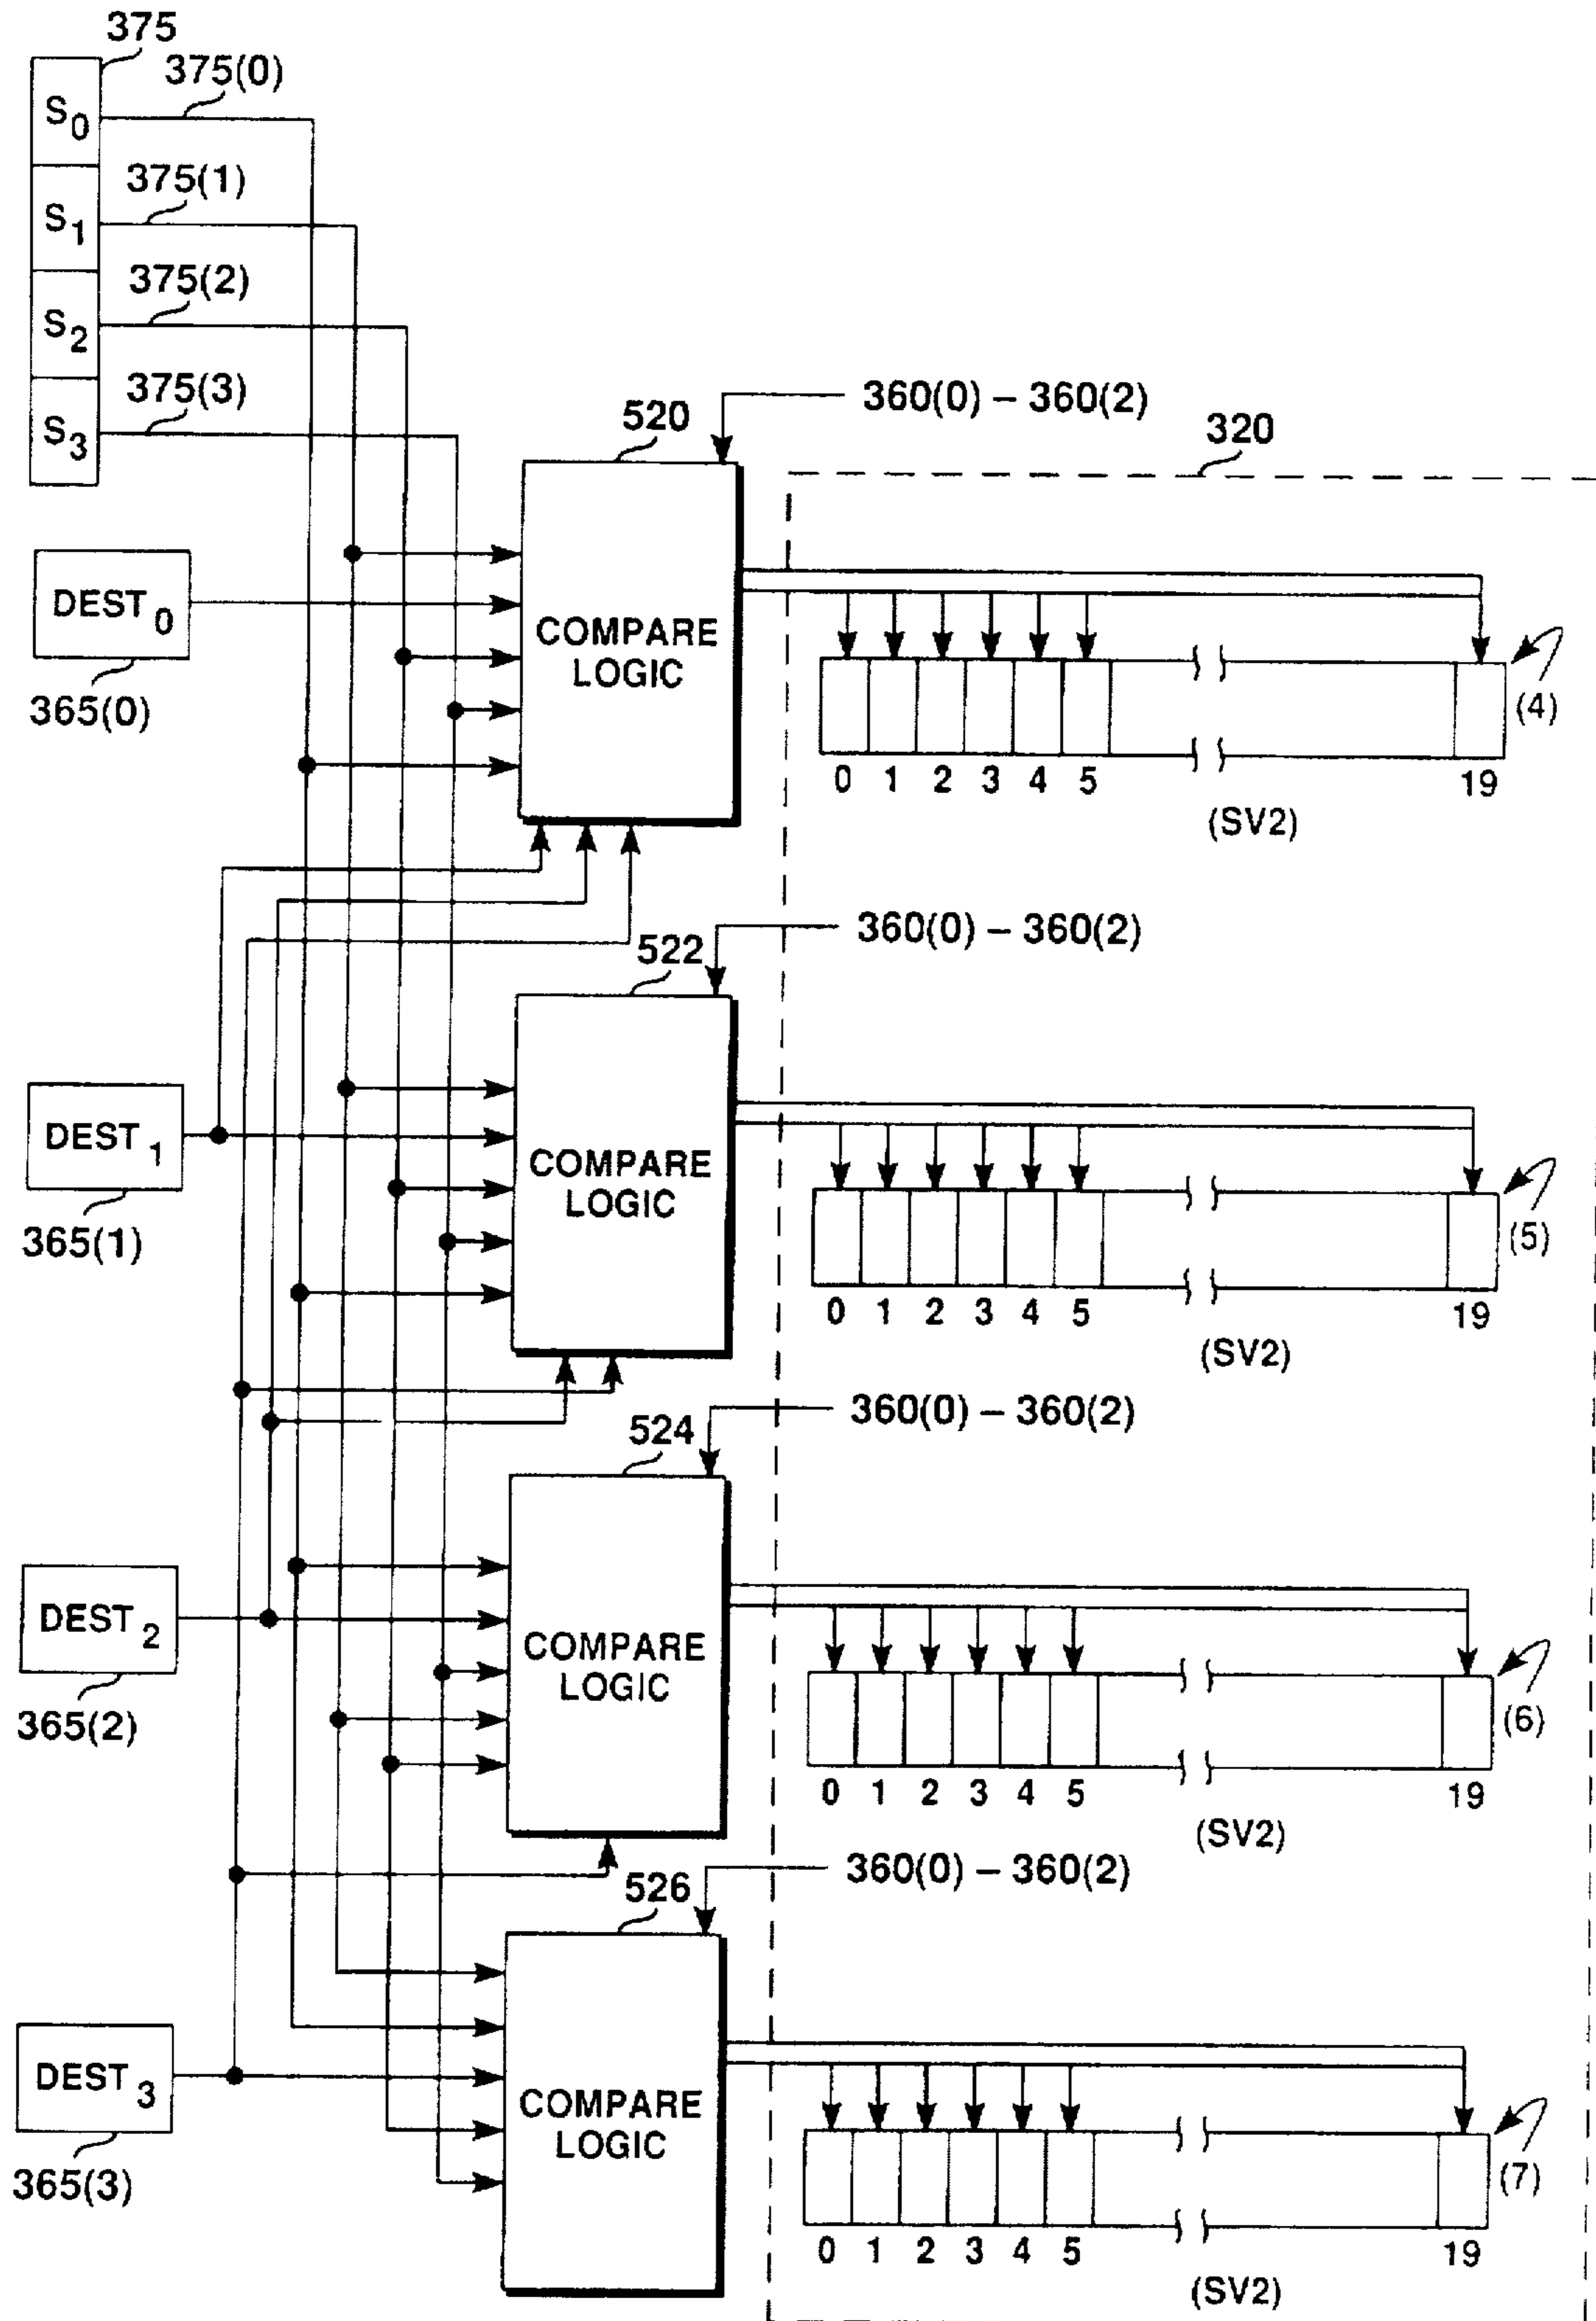 375
375(0)
S0
375(1)
S1
375(2)
S2
375(3)
S3
360(0) – 360(2)
520
320
DEST 0
COMPARE
LOGIC
365(0)
(4)
0 1 2 3 4 5 19
(SV2)
360(0) – 360(2)
522
DEST 1
COMPARE
LOGIC
365(1)
(5)
0 1 2 3 4 5 19
(SV2)
360(0) – 360(2)
524
DEST 2
COMPARE
LOGIC
365(2)
(6)
0 1 2 3 4 5 19
(SV2)
360(0) – 360(2)
526
DEST 3
COMPARE
LOGIC
365(3)
(7)
0 1 2 3 4 5 19
(SV2)